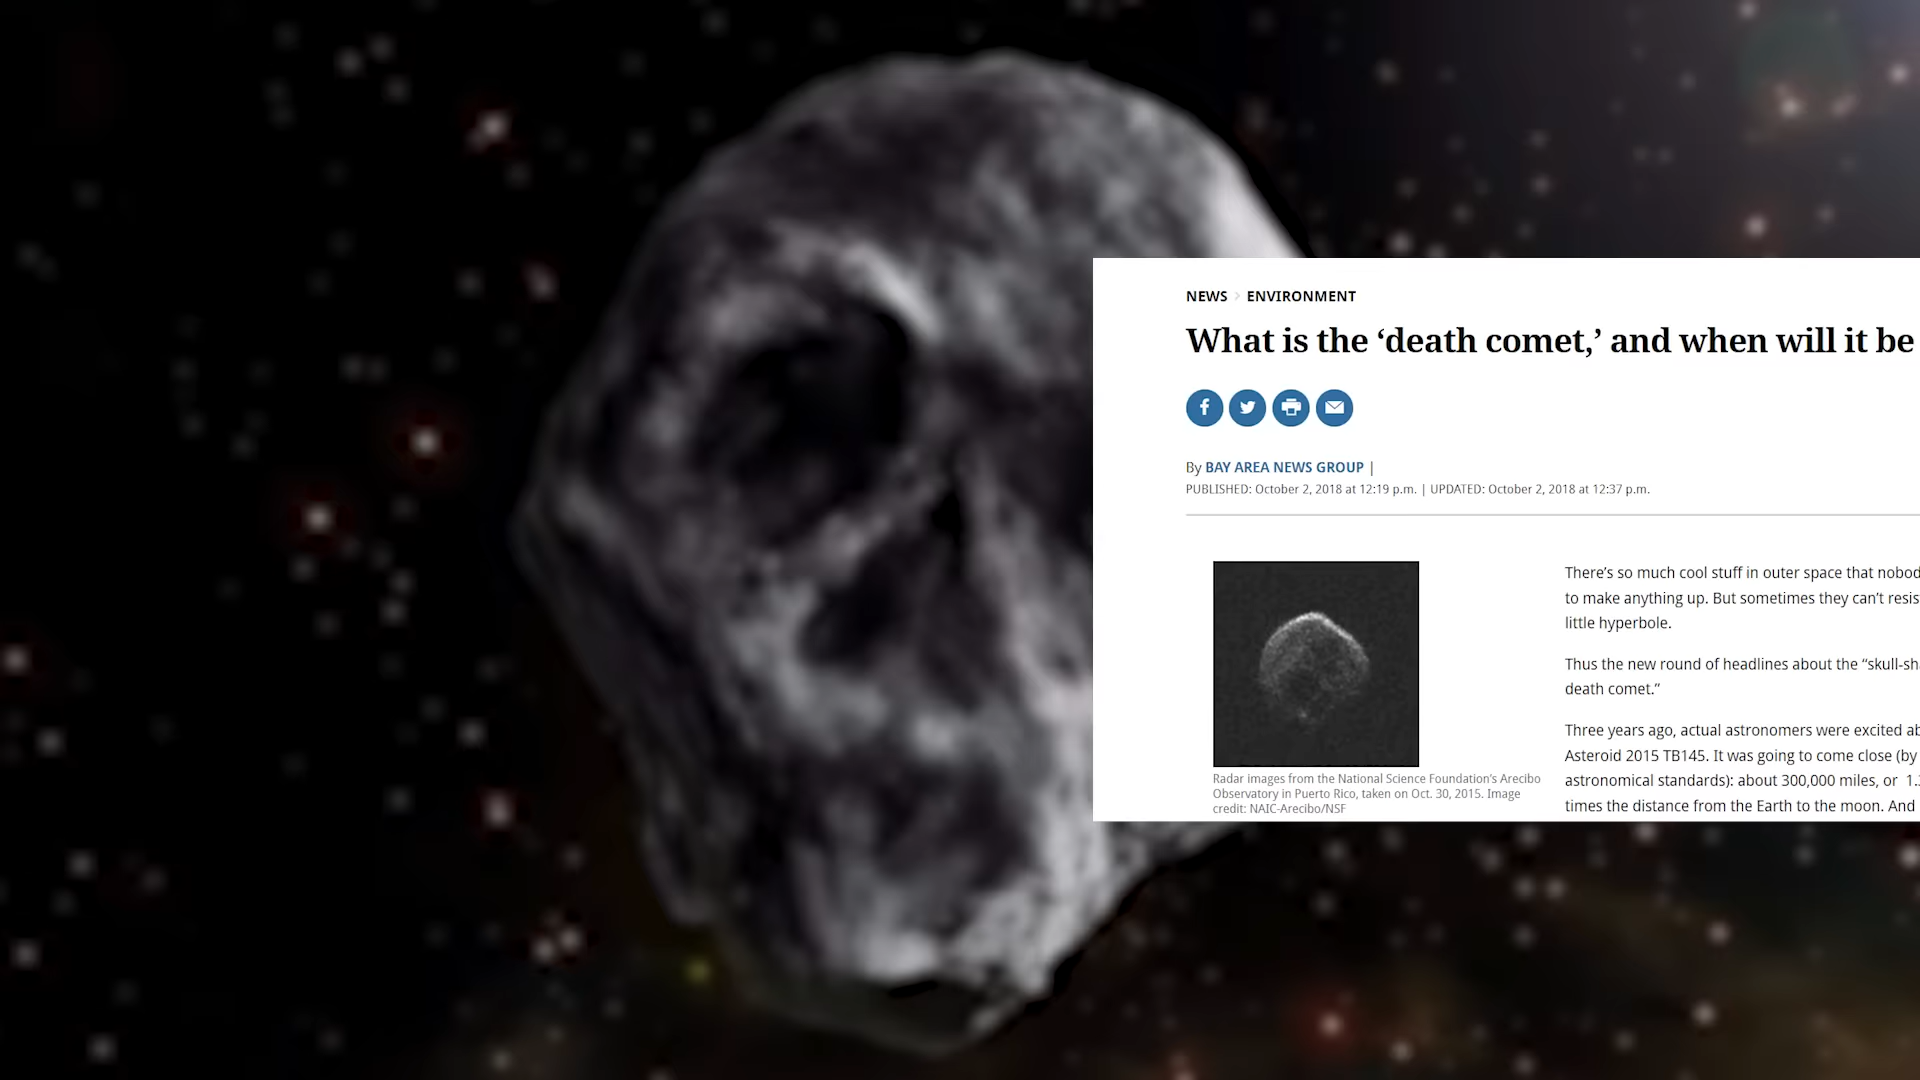 NEWS > ENVIRONMENT
What is the ‘death comet,’ and when will it be
By BAY AREA NEWS GROUP |
PUBLISHED: October 2, 2018 at 12:19 p.m. | UPDATED: October 2, 2018 at 12:37 p.m.
Radar images from the National Science Foundation's Arecibo
Observatory in Puerto Rico, taken on Oct. 30, 2015. Image
credit: NAIC-Arecibo/NSF
There’s so much cool stuff in outer space that
to make anything up. But sometimes they can’t
little hyperbole.
Thus the new round of headlines about the
death comet.”
Three years ago, actual astronomers were excited
Asteroid 2015 TB145. It was going to come close (by
astronomical standards): about 300,000 miles, or
times the distance from the Earth to the moon. And